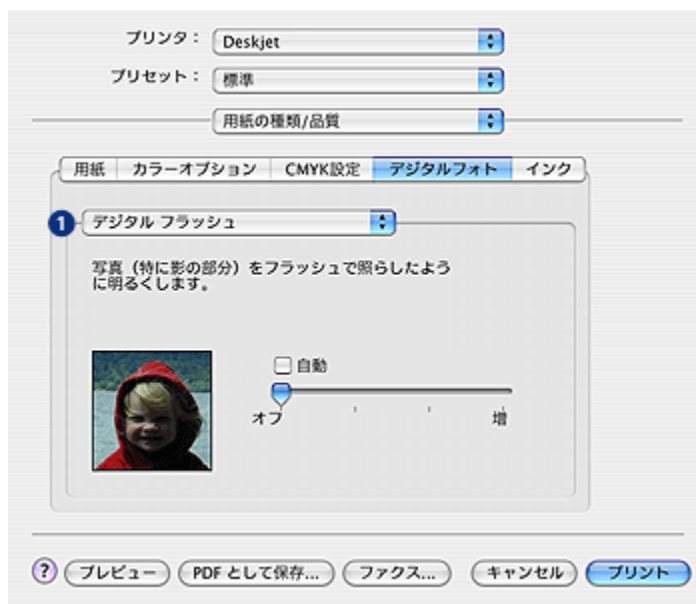 プリンタ： Deskjet
プリセット： 標準
用紙の種類/品質
用紙 カラーオプション CMYK設定 デジタルフォト インク
1 デジタル フラッシュ
写真（特に影の部分）をフラッシュで照らしたよう
に明るくします。
自動
オフ 増
? プレビュー PDF として保存... ファクス... キャンセル プリント